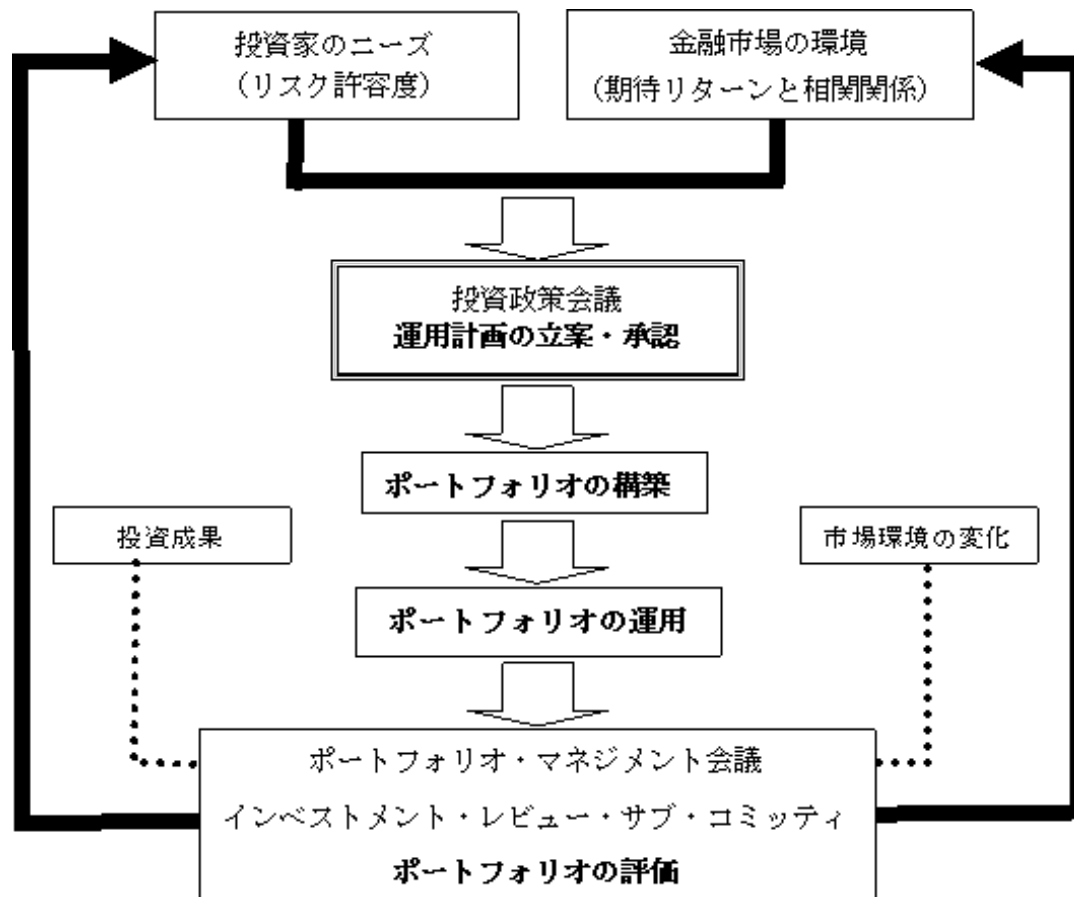 投資家のニーズ
（リスク許容度）
金融市場の環境
（期待リターンと相関関係）
投資政策会議
運用計画の立案・承認
ポートフォリオの構築
投資成果
市場環境の変化
ポートフォリオの運用
ポートフォリオ・マネジメント会議
インベストメント・レビュー・サブ・コミッティ
ポートフォリオの評価